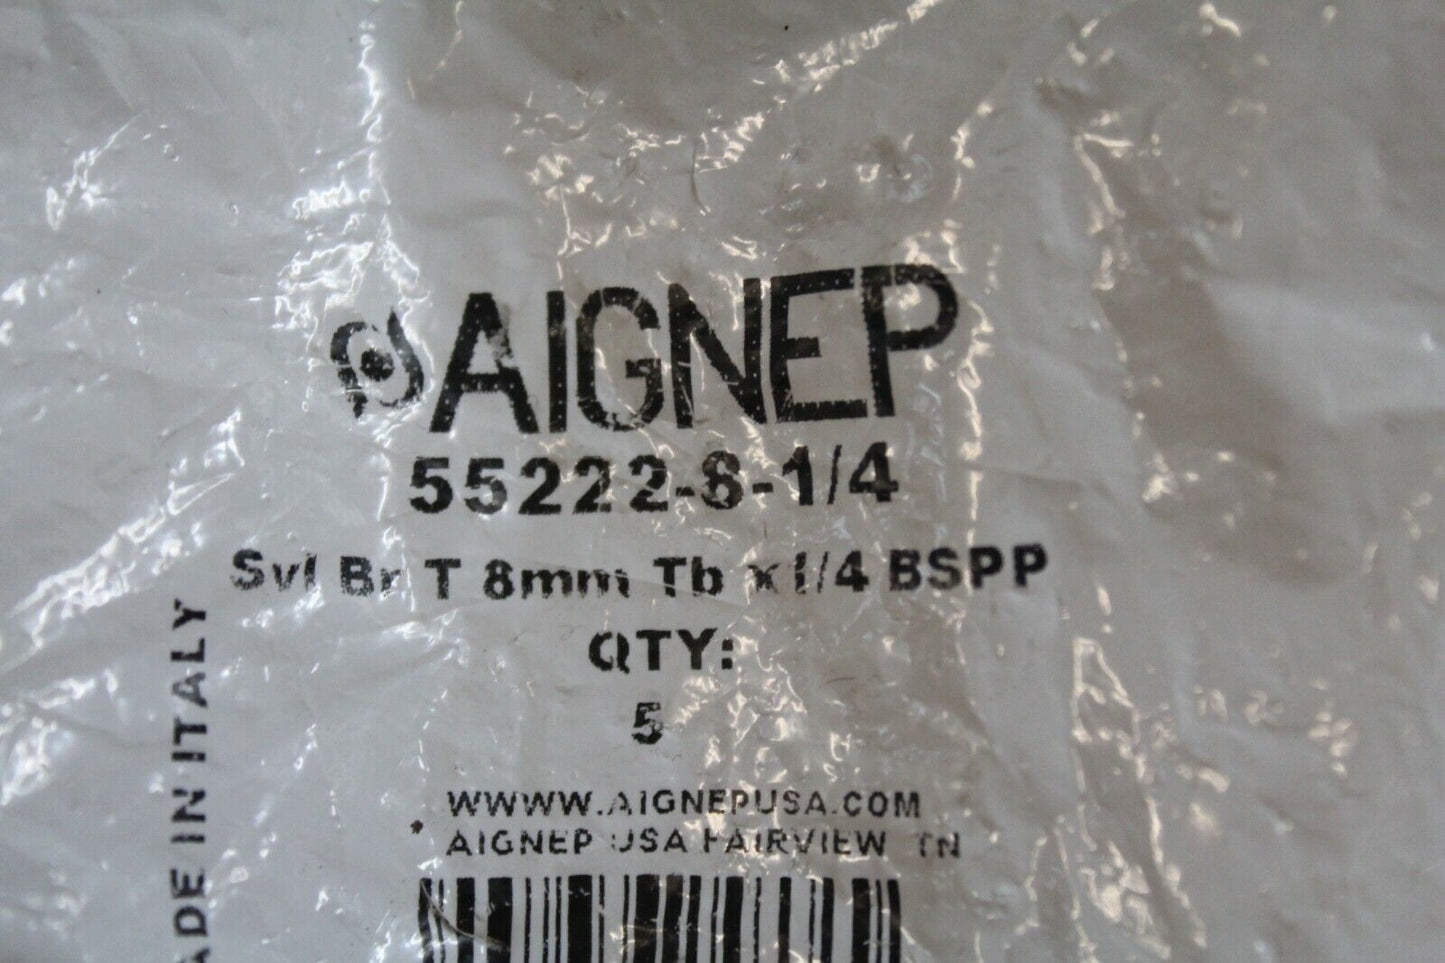 AIGNEP
55222-8-1/4
Svl Br T 8mm Tb x1/4 BSPP
QTY:
5
WWWW.AIGNEPUSA.COM
AIGNEP USA FAIRVIEW TN
ADE IN ITALY